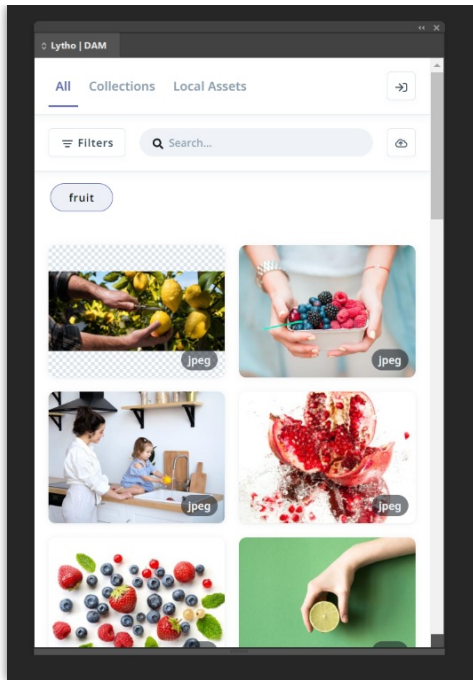 Lytho | DAM
All Collections Local Assets
Filters Search...
fruit
jpeg jpeg
jpeg jpeg